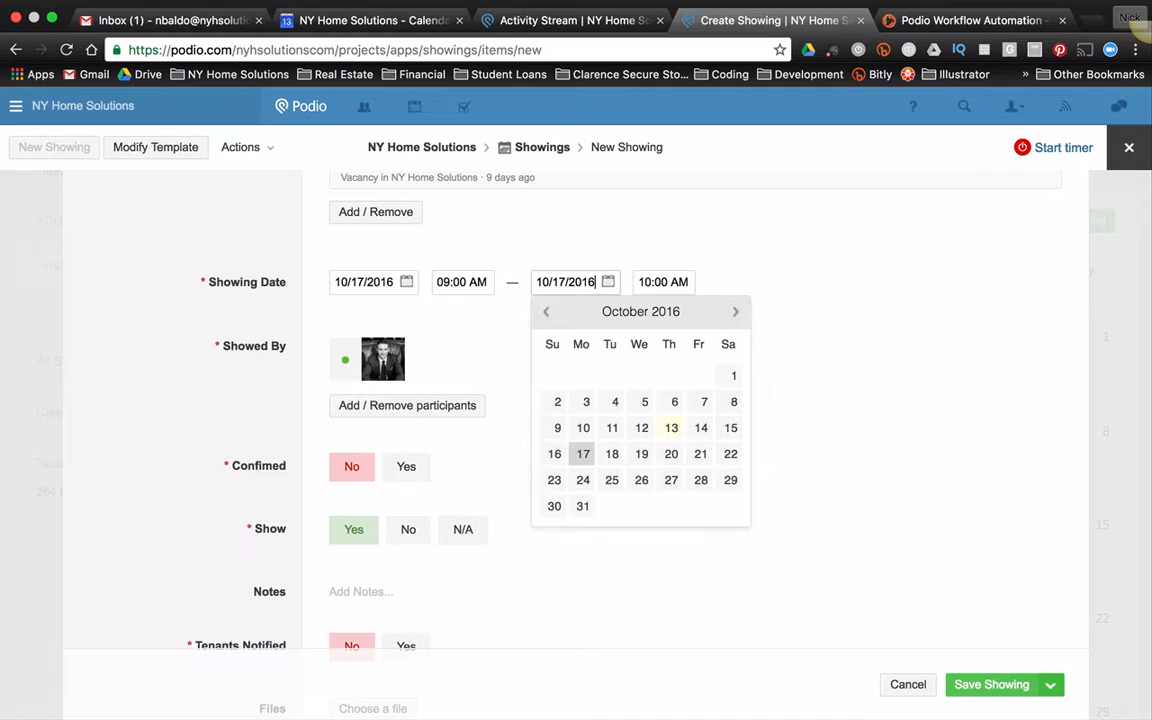 Inbox (1) - nbaldo@nyhsolutio
NY Home Solutions - Calenda
Activity Stream | NY Home So
Create Showing | NY Home S
Podio Workflow Automation -
Nick
https://podio.com/nyhsolutionscom/projects/apps/showings/items/new
Apps
Gmail
Drive
NY Home Solutions
Real Estate
Financial
Student Loans
Clarence Secure Sto...
Coding
Development
Bitly
Illustrator
»
Other Bookmarks
NY Home Solutions
Podio
New Showing
Modify Template
Actions
NY Home Solutions > Showings > New Showing
Start timer
Vacancy in NY Home Solutions · 9 days ago
Add / Remove
* Showing Date
10/17/2016
09:00 AM
—
10/17/2016
10:00 AM
October 2016
Su Mo Tu We Th Fr Sa
1
2 3 4 5 6 7 8
9 10 11 12 13 14 15
16 17 18 19 20 21 22
23 24 25 26 27 28 29
30 31
* Showed By
Add / Remove participants
* Confimed
No
Yes
* Show
Yes
No
N/A
Notes
Add Notes...
* Tenants Notified
No
Yes
Files
Choose a file
Cancel
Save Showing
1
8
15
22
29